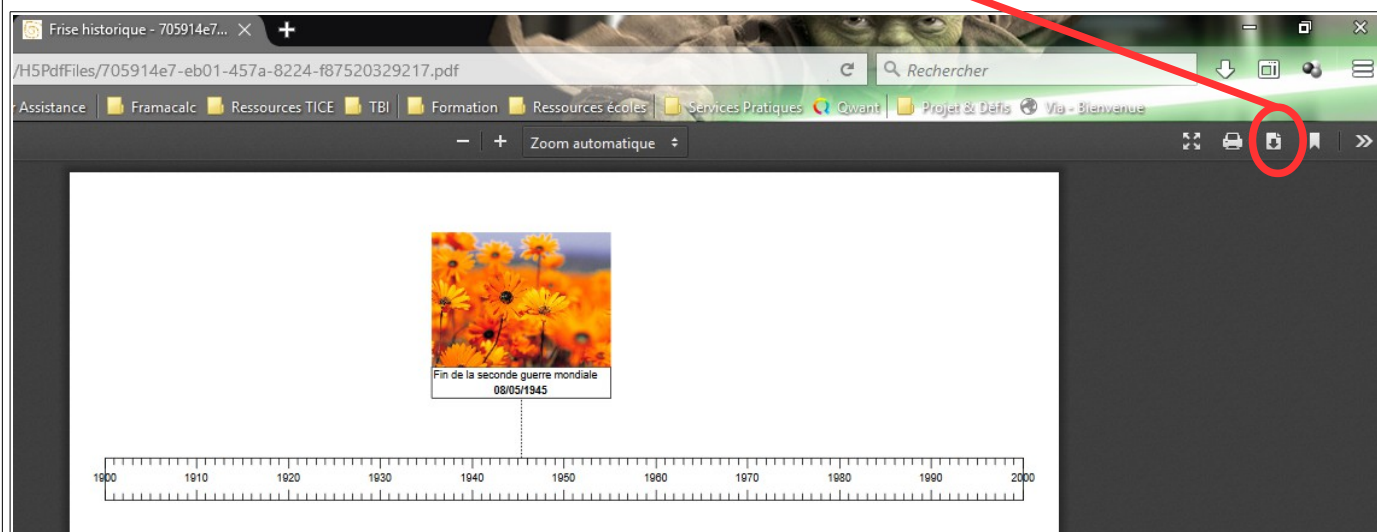 Frise historique - 705914e7...
/H5PdfFiles/705914e7-eb01-457a-8224-f87520329217.pdf
Rechercher
Assistance Framacalc Ressources TICE TBI Formation Ressources écoles Services Pratiques Qwant Projet & Défis Via - Bienvenue
Zoom automatique
Fin de la seconde guerre mondiale
08/05/1945
1900 1910 1920 1930 1940 1950 1960 1970 1980 1990 2000